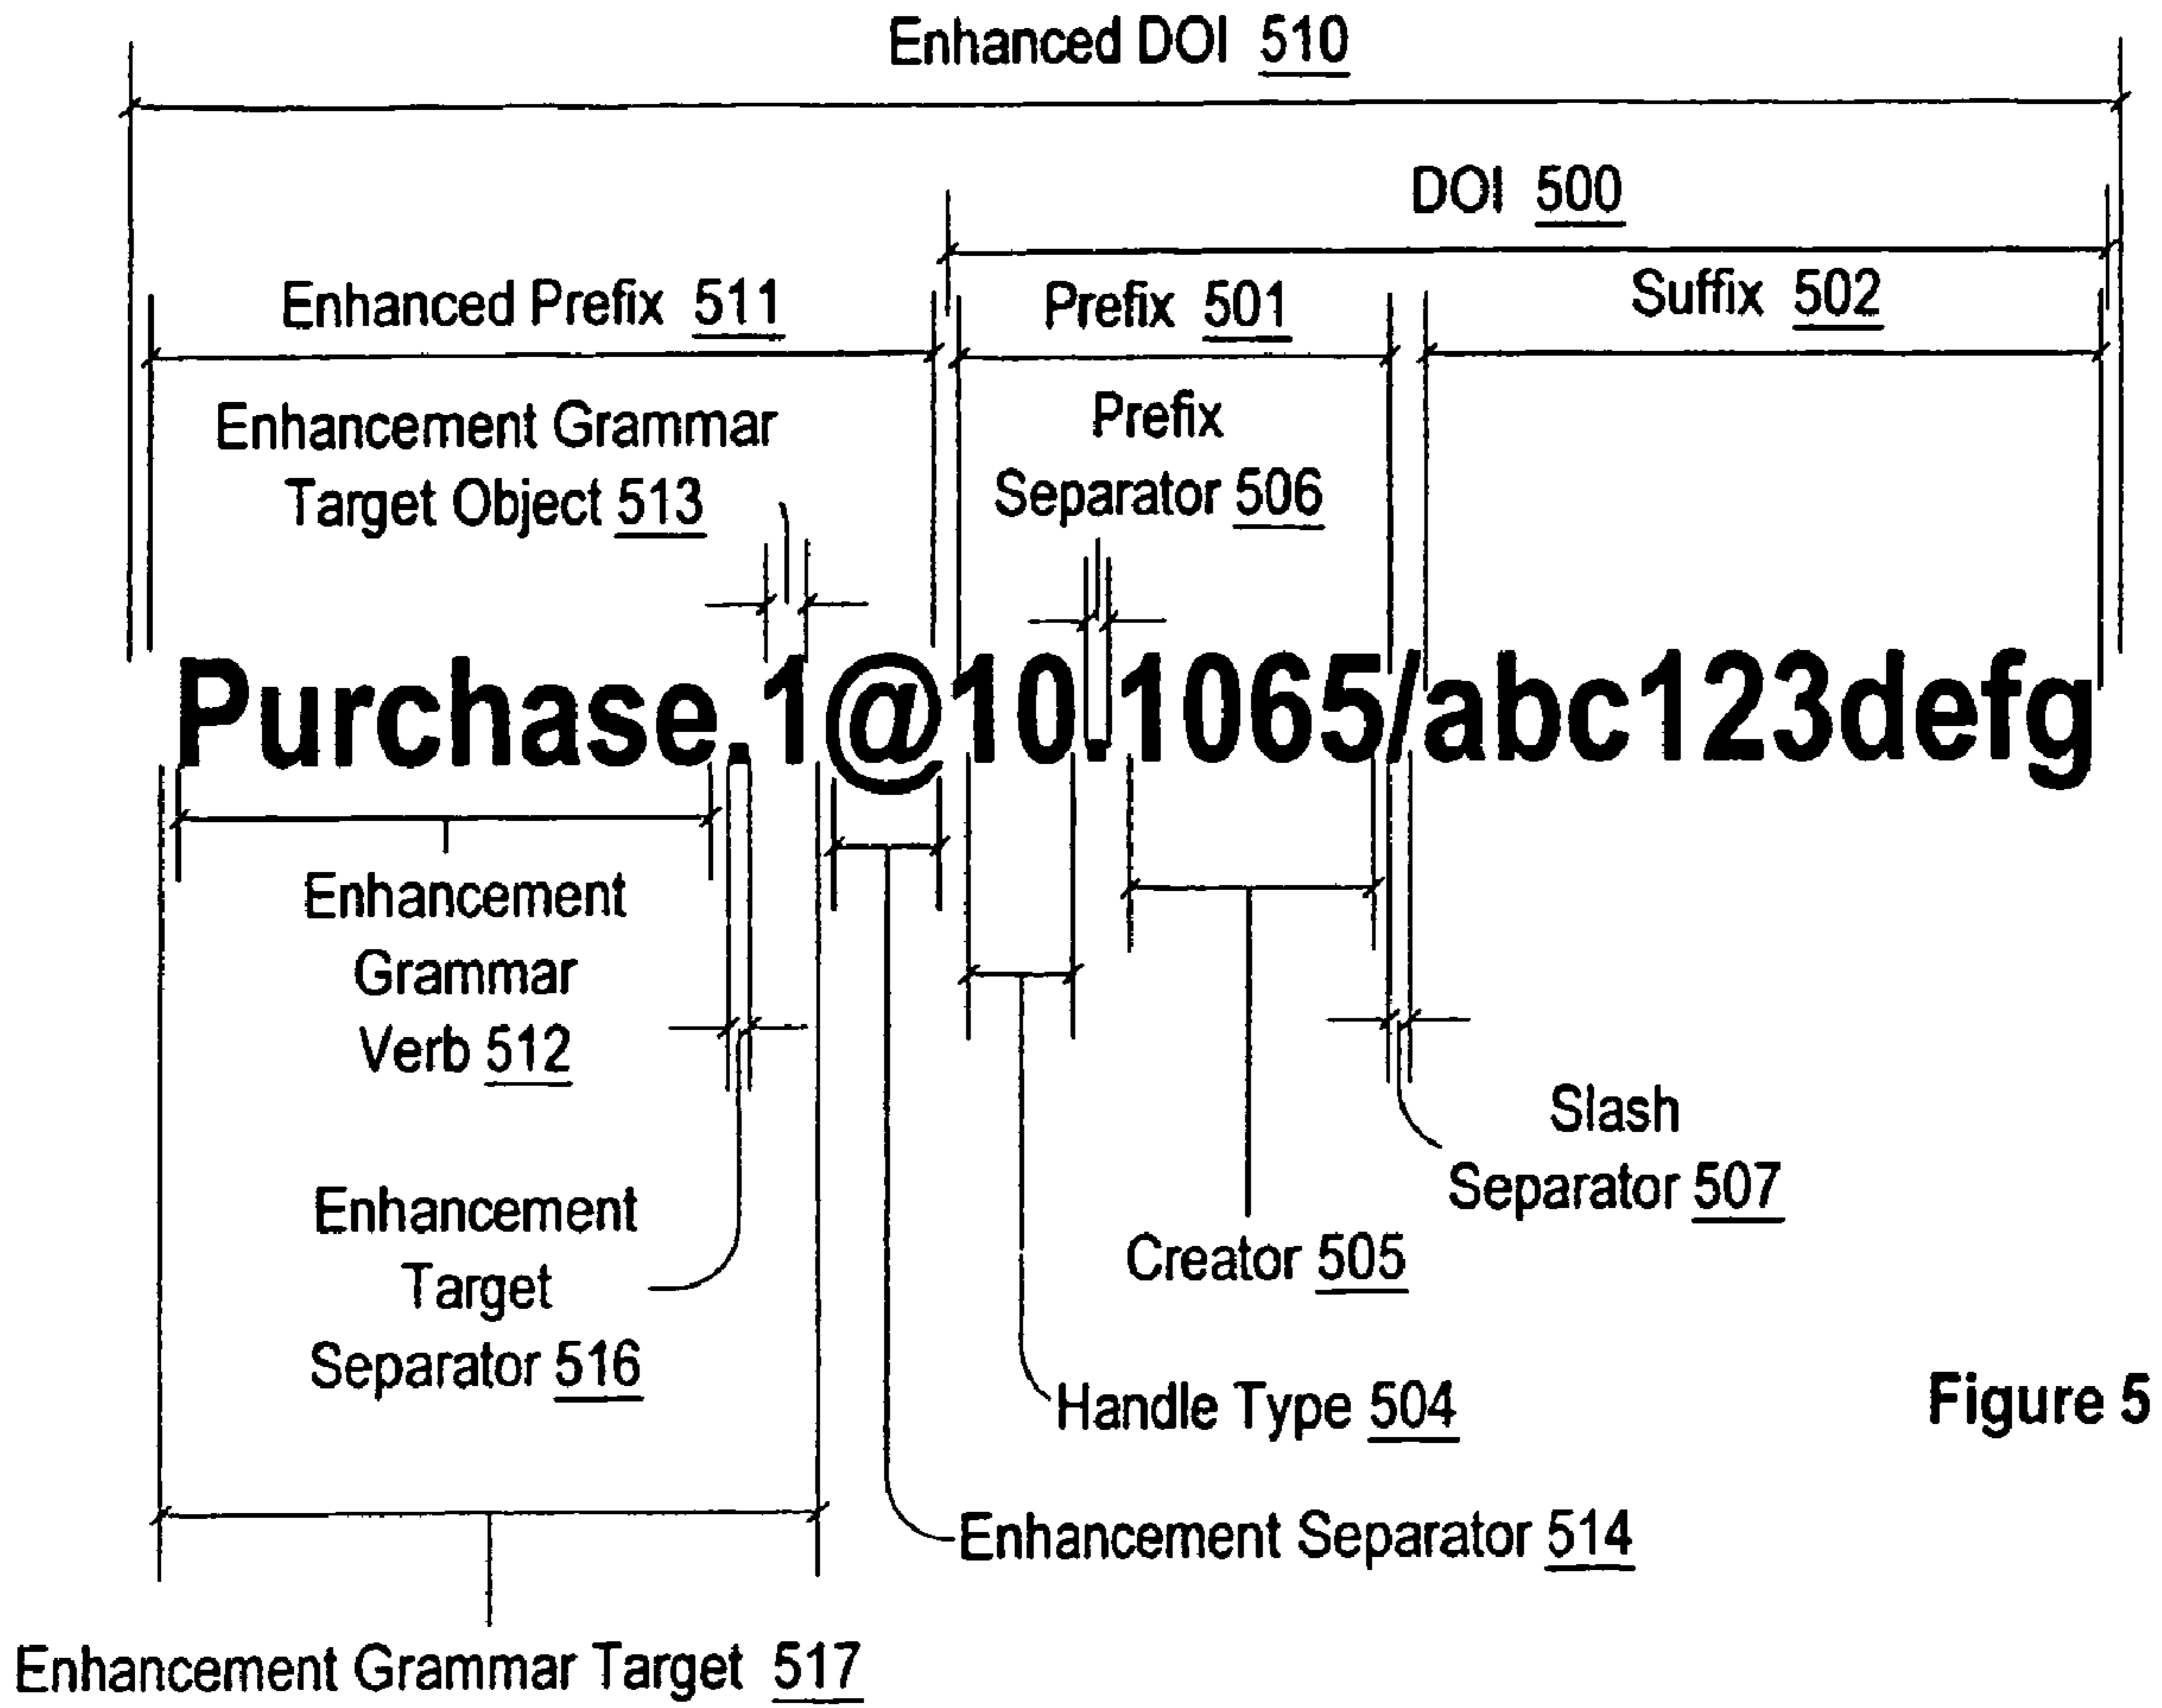 Enhanced DOI 510
DOI 500
Enhanced Prefix 511
Prefix 501
Suffix 502
Enhancement Grammar
Target Object 513
Prefix
Separator 506
Purchase.1@10.1065/abc123defg
Enhancement
Grammar
Verb 512
Enhancement
Target
Separator 516
Slash
Separator 507
Creator 505
Handle Type 504
Figure 5
Enhancement Separator 514
Enhancement Grammar Target 517